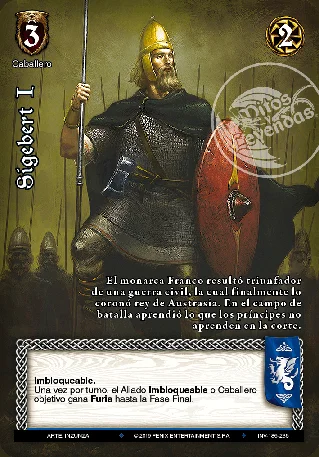 3
2
Caballero
Mitos
y
Leyendas
Sigebert I
El monarca Franco resultó triunfador
de una guerra civil, la cual finalmente lo
coronó rey de Austrasia. En el campo de
batalla aprendió lo que los príncipes no
aprenden en la corte.
Imbloqueable.
Una vez por turno, el Aliado Imbloqueable o Caballero
objetivo gana Furia hasta la Fase Final.
ARTE: INZUNZA
©2019 FENIX ENTERTAINMENT S.P.A